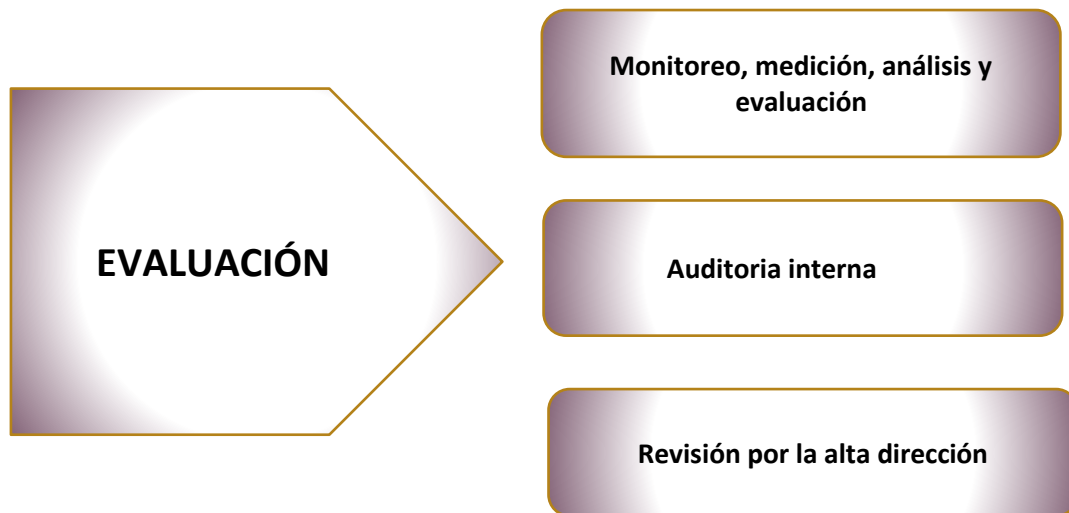 EVALUACIÓN
Monitoreo, medición, análisis y
evaluación
Auditoria interna
Revisión por la alta dirección